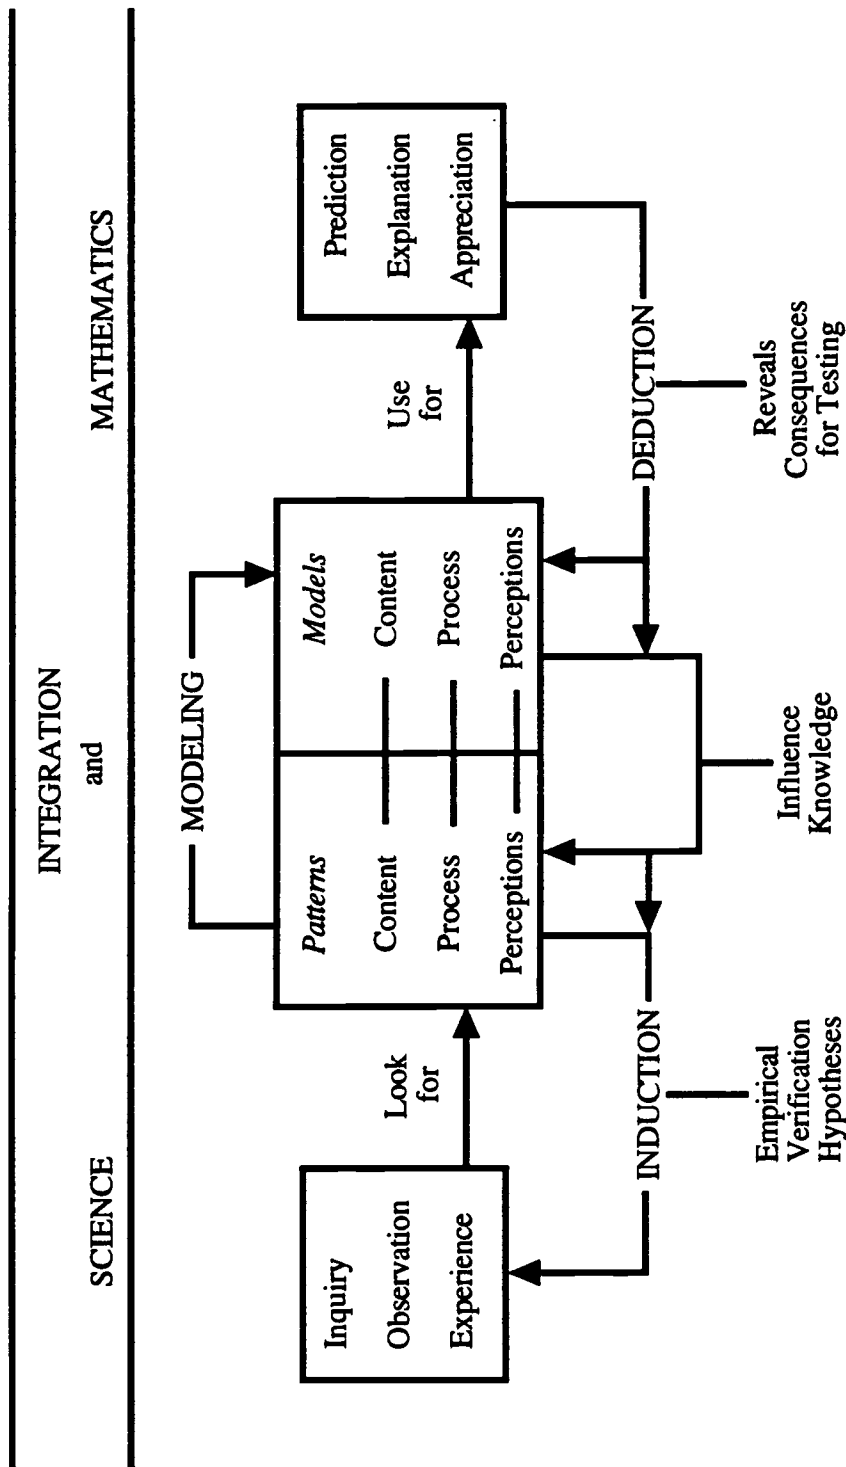 INTEGRATION
SCIENCE and MATHEMATICS
MODELING
Inquiry
Observation
Experience
Look
for
Patterns
Content
Process
Perceptions
Models
Content
Process
Perceptions
Use
for
Prediction
Explanation
Appreciation
INDUCTION
DEDUCTION
Empirical
Verification
Hypotheses
Influence
Knowledge
Reveals
Consequences
for Testing